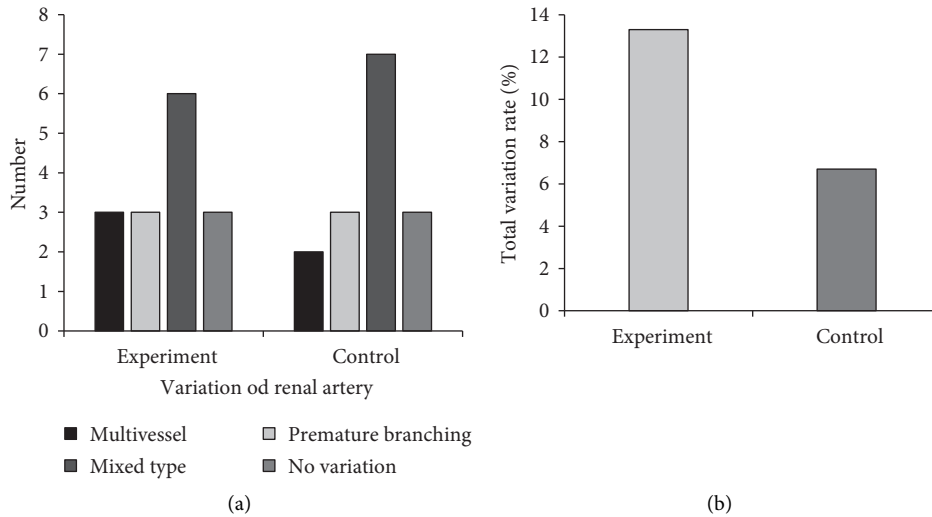 8
7
6
5
4
3
2
1
0
Number
Experiment
Control
Variation od renal artery
Multivessel
Premature branching
Mixed type
No variation
(a)
14
12
10
8
6
4
2
0
Total variation rate (%)
Experiment
Control
(b)